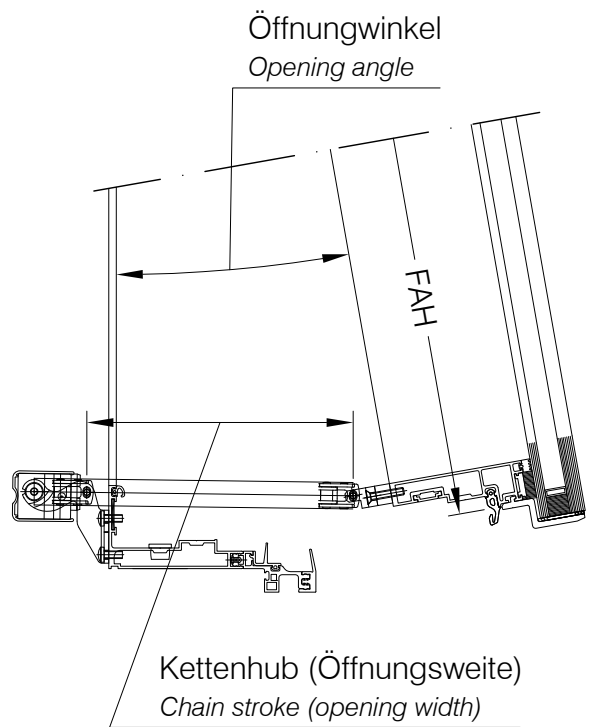 Öffnungwinkel
Opening angle
FAH
Kettenhub (Öffnungsweite)
Chain stroke (opening width)